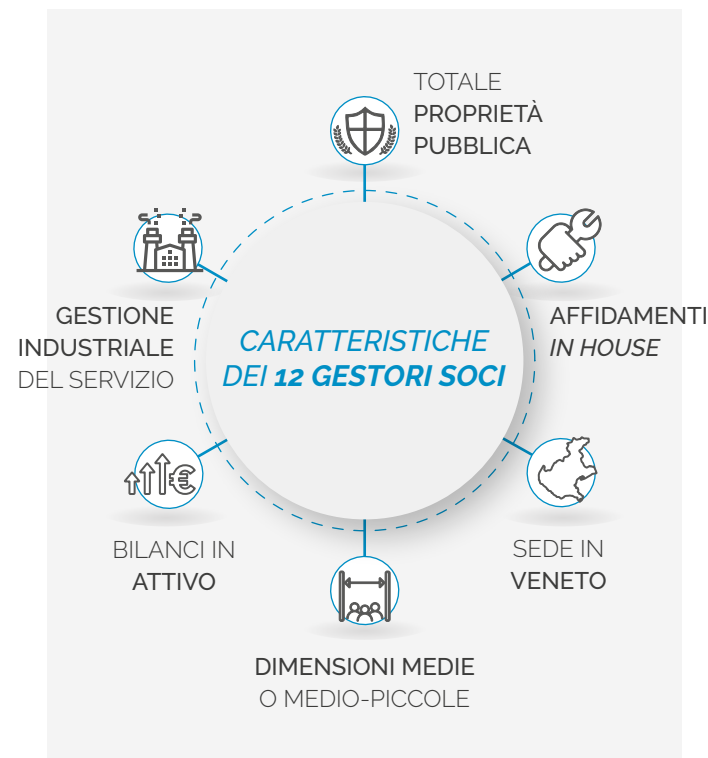 TOTALE
PROPRIETÀ
PUBBLICA
AFFIDAMENTI
IN HOUSE
GESTIONE
INDUSTRIALE
DEL SERVIZIO
CARATTERISTICHE
DEI 12 GESTORI SOCI
BILANCI IN
ATTIVO
SEDE IN
VENETO
DIMENSIONI MEDIE
O MEDIO-PICCOLE